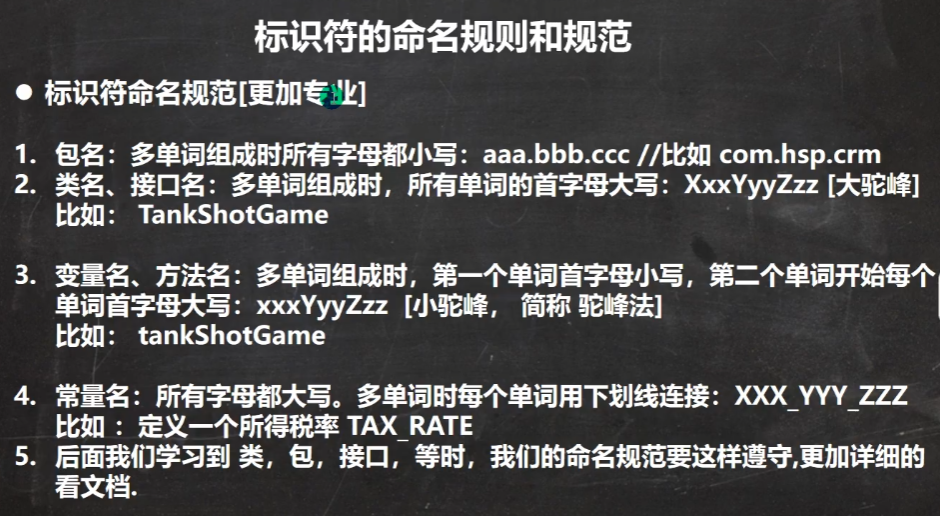 标识符的命名规则和规范
● 标识符命名规范[更加专业]
1. 包名：多单词组成时所有字母都小写：aaa.bbb.ccc //比如 com.hsp.crm
2. 类名、接口名：多单词组成时，所有单词的首字母大写：XxxYyyZzz [大驼峰]
比如： TankShotGame
3. 变量名、方法名：多单词组成时，第一个单词首字母小写，第二个单词开始每个
单词首字母大写：xxxYyyZzz [小驼峰， 简称 驼峰法]
比如： tankShotGame
4. 常量名：所有字母都大写。多单词时每个单词用下划线连接：XXX_YYY_ZZZ
比如 ：定义一个所得税率 TAX_RATE
5. 后面我们学习到 类，包，接口，等时，我们的命名规范要这样遵守,更加详细的
看文档.